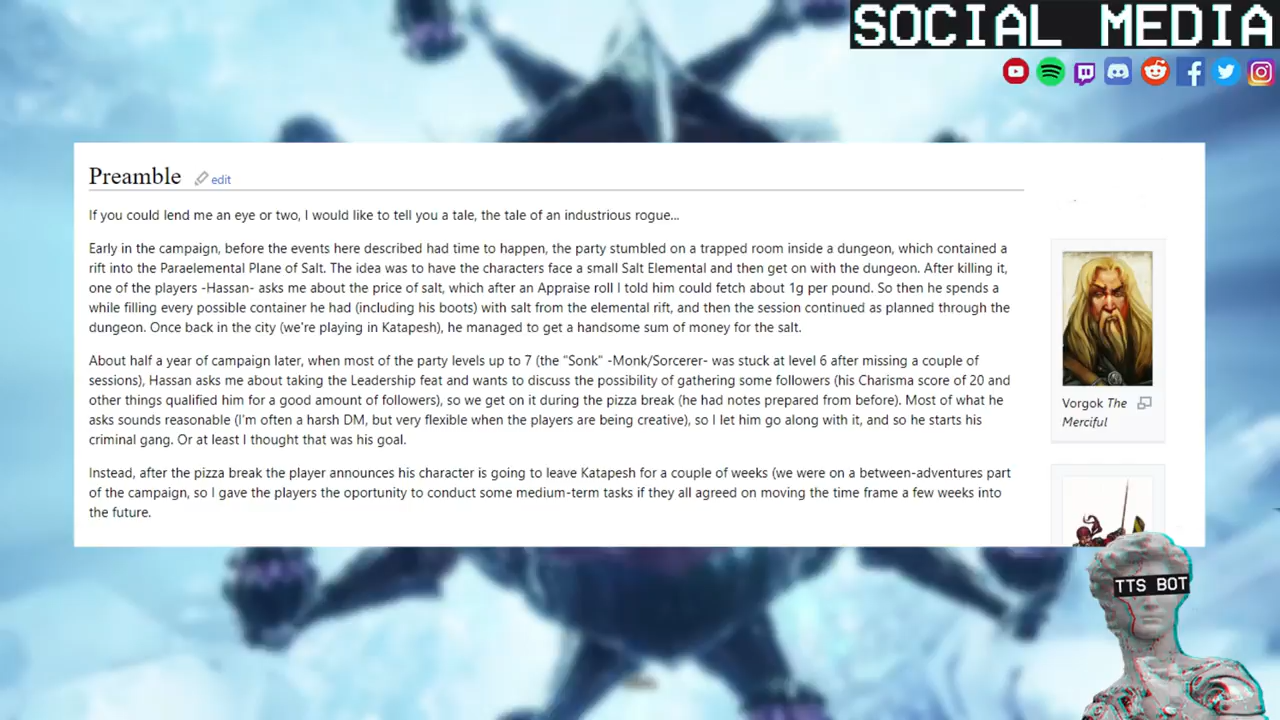 SOCIAL MEDIA
Preamble edit
If you could lend me an eye or two, I would like to tell you a tale, the tale of an industrious rogue...
Early in the campaign, before the events here described had time to happen, the party stumbled on a trapped room inside a dungeon, which contained a
rift into the Paraelemental Plane of Salt. The idea was to have the characters face a small Salt Elemental and then get on with the dungeon. After killing it,
one of the players -Hassan- asks me about the price of salt, which after an Appraise roll I told him could fetch about 1g per pound. So then he spends a
while filling every possible container he had (including his boots) with salt from the elemental rift, and then the session continued as planned through the
dungeon. Once back in the city (we're playing in Katapesh), he managed to get a handsome sum of money for the salt.
About half a year of campaign later, when most of the party levels up to 7 (the "Sonk" -Monk/Sorcerer- was stuck at level 6 after missing a couple of
sessions), Hassan asks me about taking the Leadership feat and wants to discuss the possibility of gathering some followers (his Charisma score of 20 and
other things qualified him for a good amount of followers), so we get on it during the pizza break (he had notes prepared from before). Most of what he
asks sounds reasonable (I'm often a harsh DM, but very flexible when the players are being creative), so I let him go along with it, and so he starts his
criminal gang. Or at least I thought that was his goal.
Instead, after the pizza break the player announces his character is going to leave Katapesh for a couple of weeks (we were on a between-adventures part
of the campaign, so I gave the players the oportunity to conduct some medium-term tasks if they all agreed on moving the time frame a few weeks into
the future.
Vorgok The
Merciful
TTS BOT